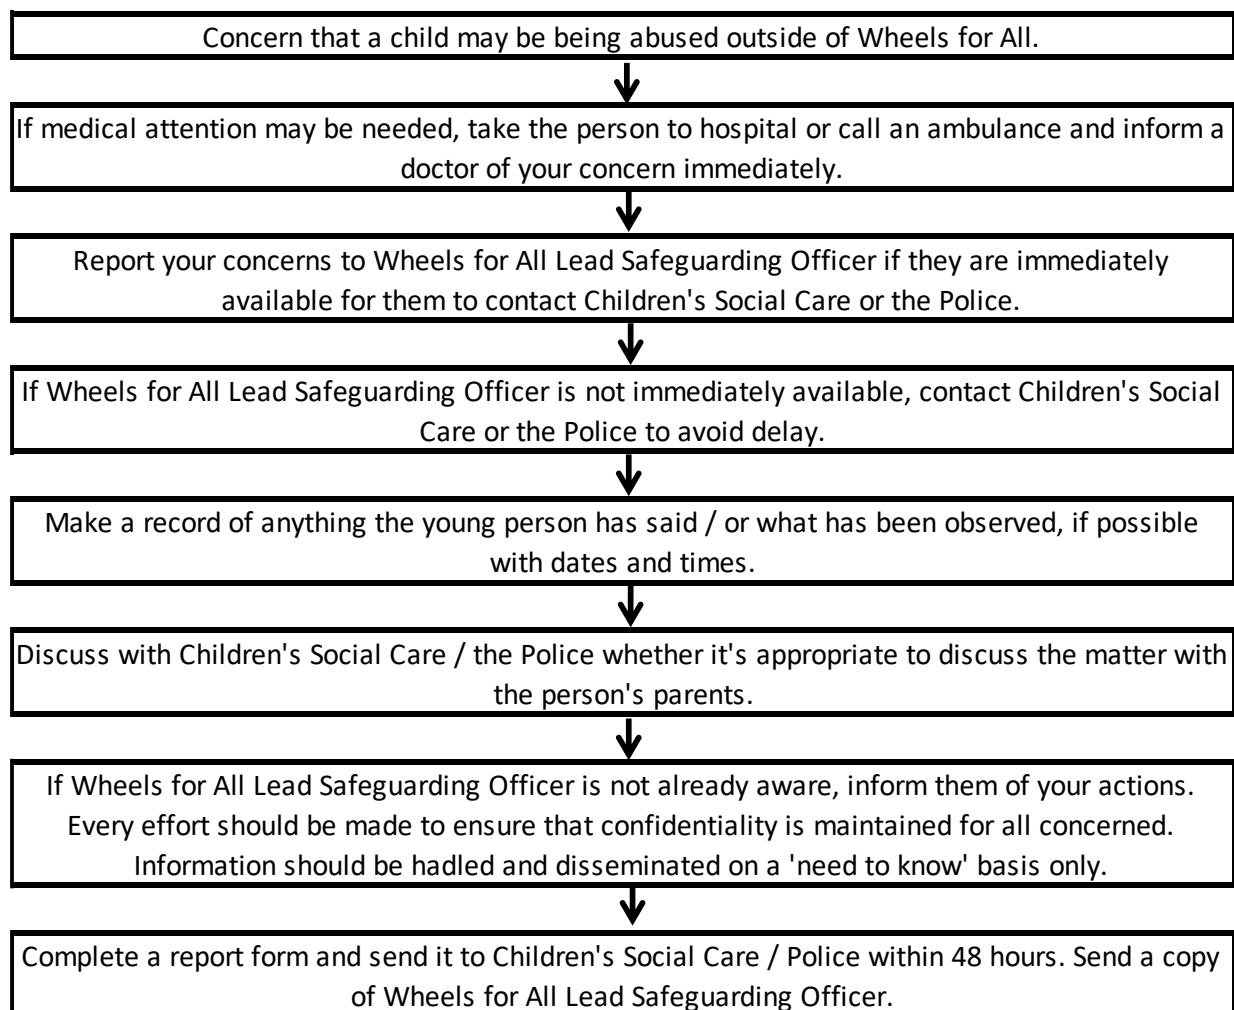 Concern that a child may be being abused outside of Wheels for All.
If medical attention may be needed, take the person to hospital or call an ambulance and inform a
doctor of your concern immediately.
Report your concerns to Wheels for All Lead Safeguarding Officer if they are immediately
available for them to contact Children's Social Care or the Police.
If Wheels for All Lead Safeguarding Officer is not immediately available, contact Children's Social
Care or the Police to avoid delay.
Make a record of anything the young person has said / or what has been observed, if possible
with dates and times.
Discuss with Children's Social Care / the Police whether it's appropriate to discuss the matter with
the person's parents.
If Wheels for All Lead Safeguarding Officer is not already aware, inform them of your actions.
Every effort should be made to ensure that confidentiality is maintained for all concerned.
Information should be hadled and disseminated on a 'need to know' basis only.
Complete a report form and send it to Children's Social Care / Police within 48 hours. Send a copy
of Wheels for All Lead Safeguarding Officer.